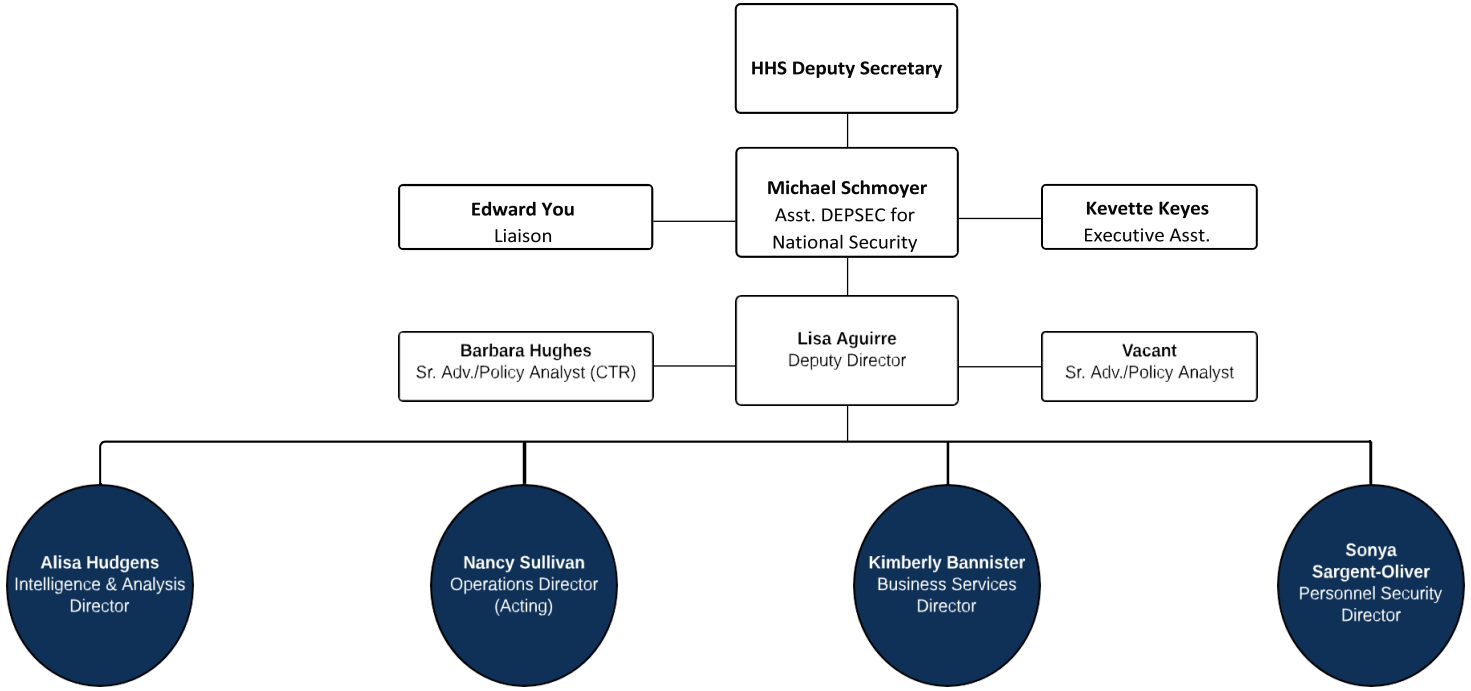 HHS Deputy Secretary
Michael Schmoyer
Asst. DEPSEC for
National Security
Edward You
Liaison
Kevette Keyes
Executive Asst.
Lisa Aguirre
Deputy Director
Barbara Hughes
Sr. Adv./Policy Analyst (CTR)
Vacant
Sr. Adv./Policy Analyst
Alisa Hudgens
Intelligence & Analysis
Director
Nancy Sullivan
Operations Director
(Acting)
Kimberly Bannister
Business Services
Director
Sonya
Sargent-Oliver
Personnel Security
Director